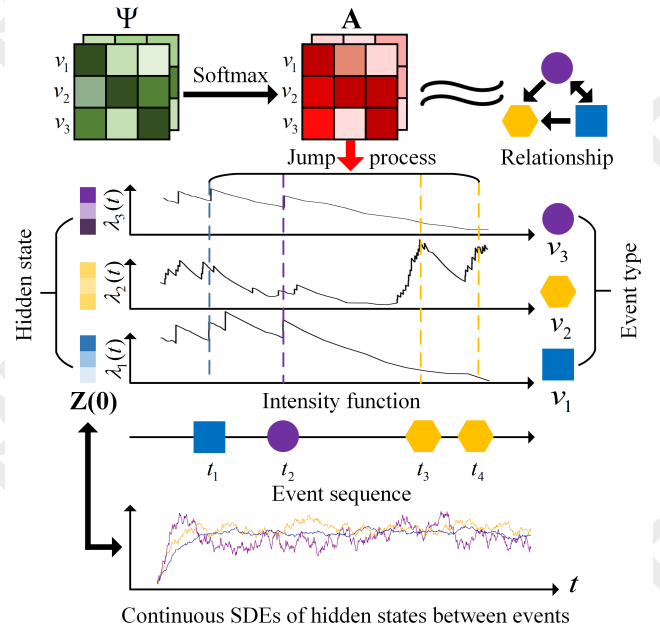 Ψ
A
v1
v2
v3
Softmax
v1
v2
v3
Relationship
Jump process
Hidden state
λ3(t)
λ2(t)
λ1(t)
v3
v2
v1
Event type
Z(0)
Intensity function
t1
t2
t3
t4
Event sequence
t
Continuous SDEs of hidden states between events